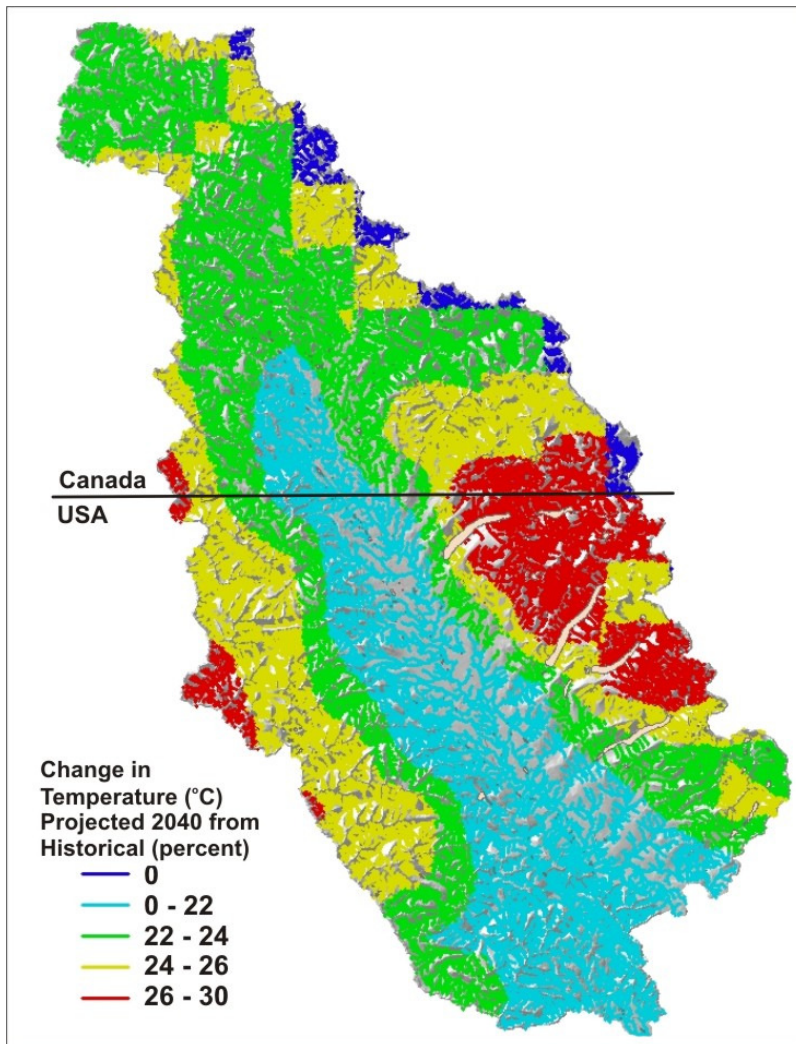 Canada
USA
Change in
Temperature (°C)
Projected 2040 from
Historical (percent)
0
0 - 22
22 - 24
24 - 26
26 - 30